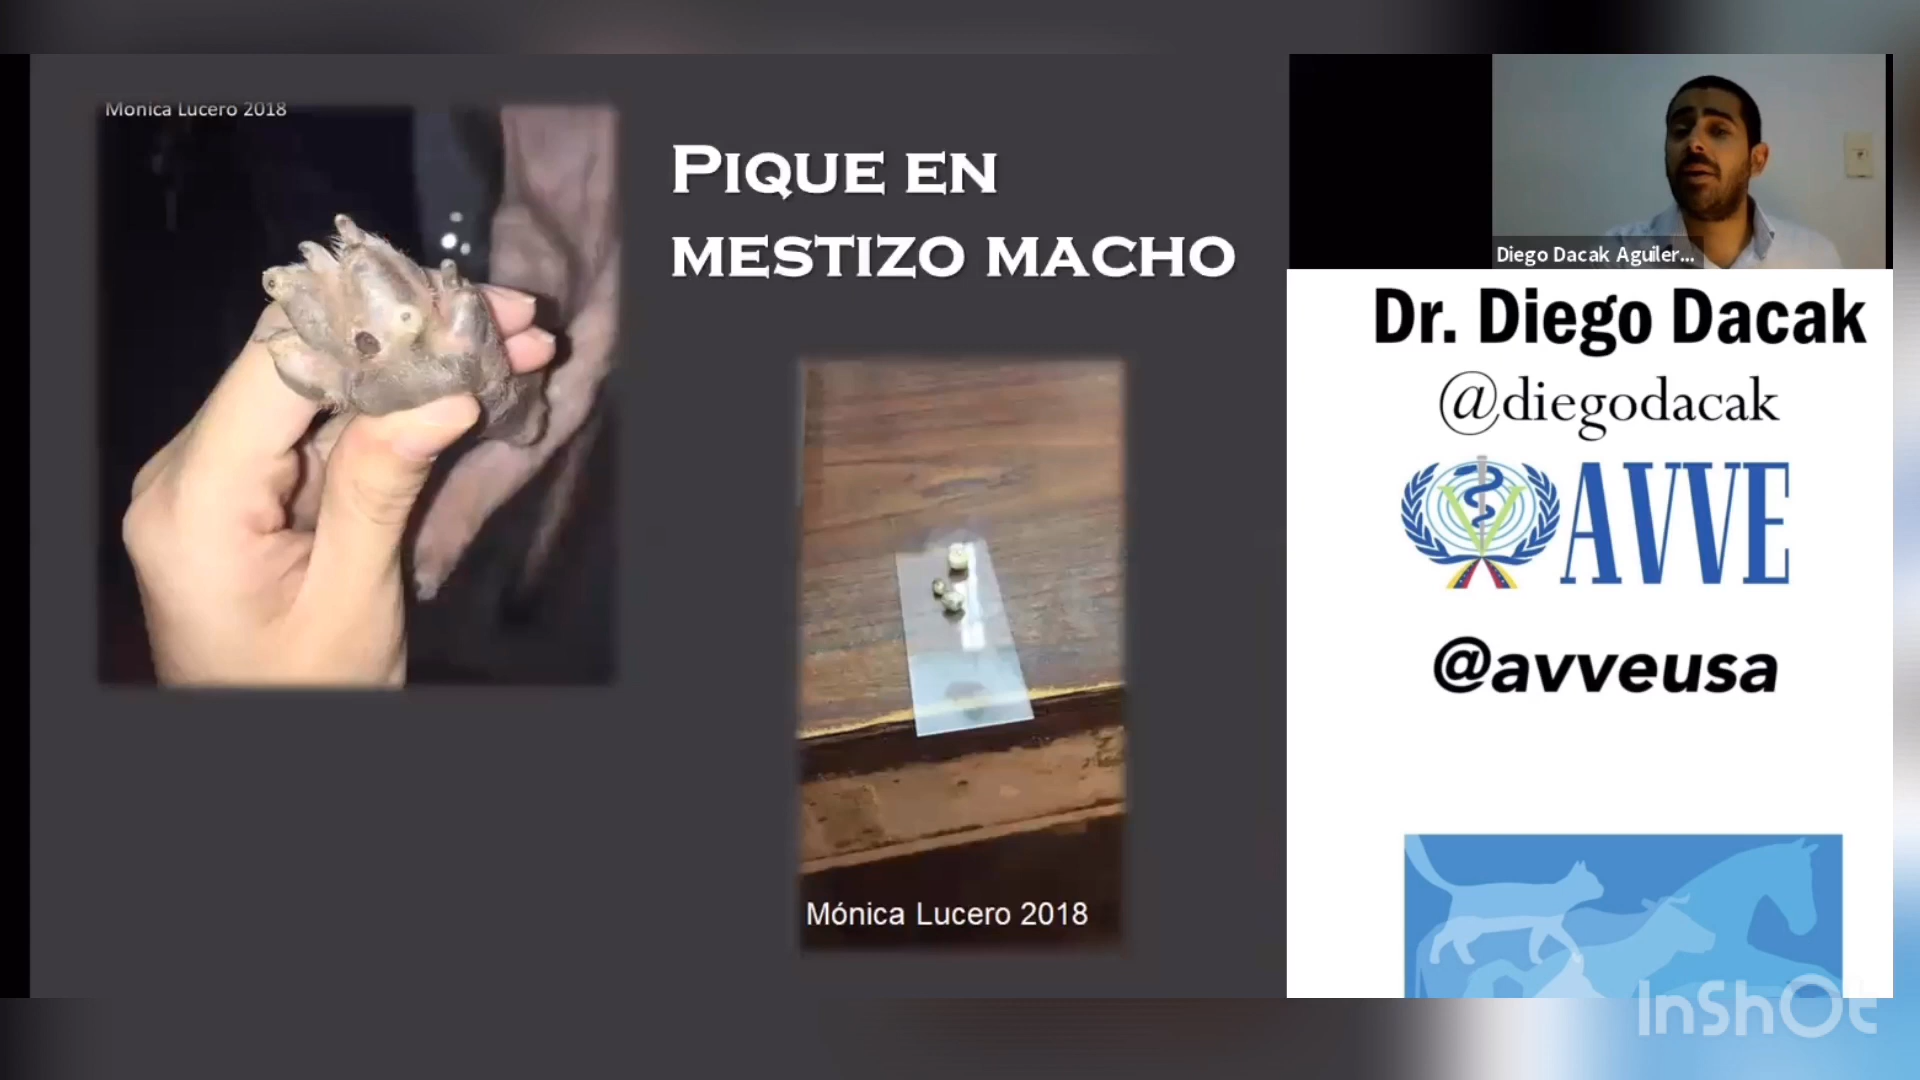 Monica Lucero 2018
PIQUE EN
MESTIZO MACHO
Mónica Lucero 2018
Diego Dacak Aguiler...
Dr. Diego Dacak
@diegodacak
AVVE
@avveusa
InShOt